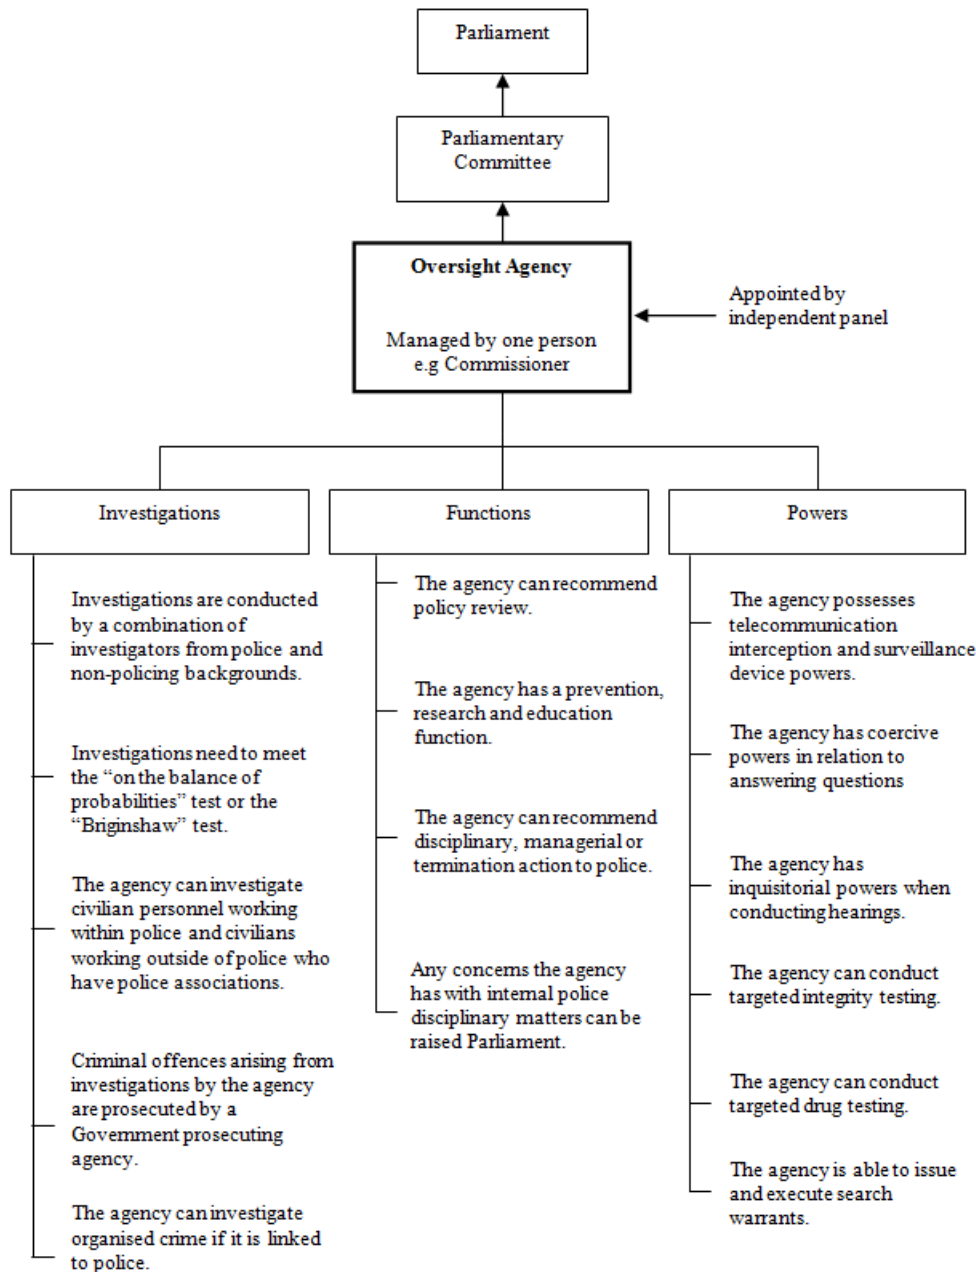 Parliament
Parliamentary
Committee
Oversight Agency
Managed by one person
e.g Commissioner
Appointed by
independent panel
Investigations
Investigations are conducted
by a combination of
investigators from police and
non-policing backgrounds.
Investigations need to meet
the “on the balance of
probabilities” test or the
“Briginshaw” test.
The agency can investigate
civilian personnel working
within police and civilians
working outside of police who
have police associations.
Criminal offences arising from
investigations by the agency
are prosecuted by a
Government prosecuting
agency.
The agency can investigate
organised crime if it is linked
to police.
Functions
The agency can recommend
policy review.
The agency has a prevention,
research and education
function.
The agency can recommend
disciplinary, managerial or
termination action to police.
Any concerns the agency
has with internal police
disciplinary matters can be
raised Parliament.
Powers
The agency possesses
telecommunication
interception and surveillance
device powers.
The agency has coercive
powers in relation to
answering questions
The agency has
inquisitorial powers when
conducting hearings.
The agency can conduct
targeted integrity testing.
The agency can conduct
targeted drug testing.
The agency is able to issue
and execute search
warrants.